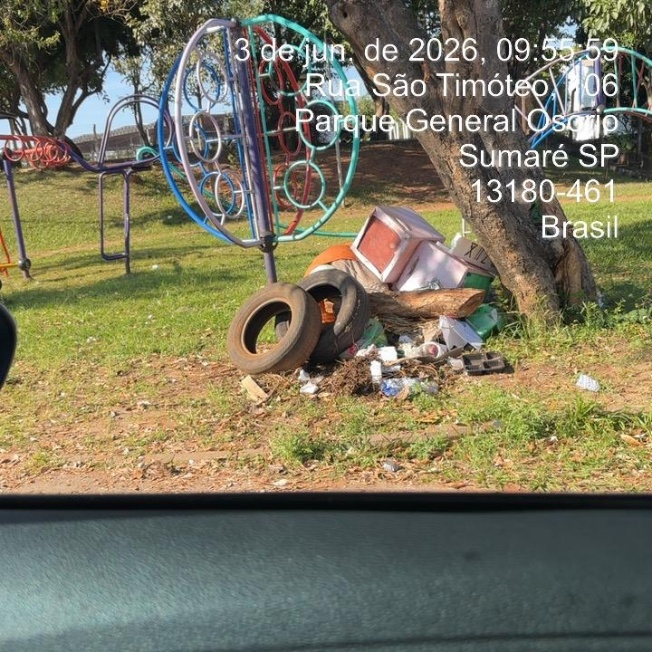 3 de jun. de 2026, 09:55:59
Rua São Timóteo, 106
Parque General Osório
Sumaré SP
13180-461
Brasil